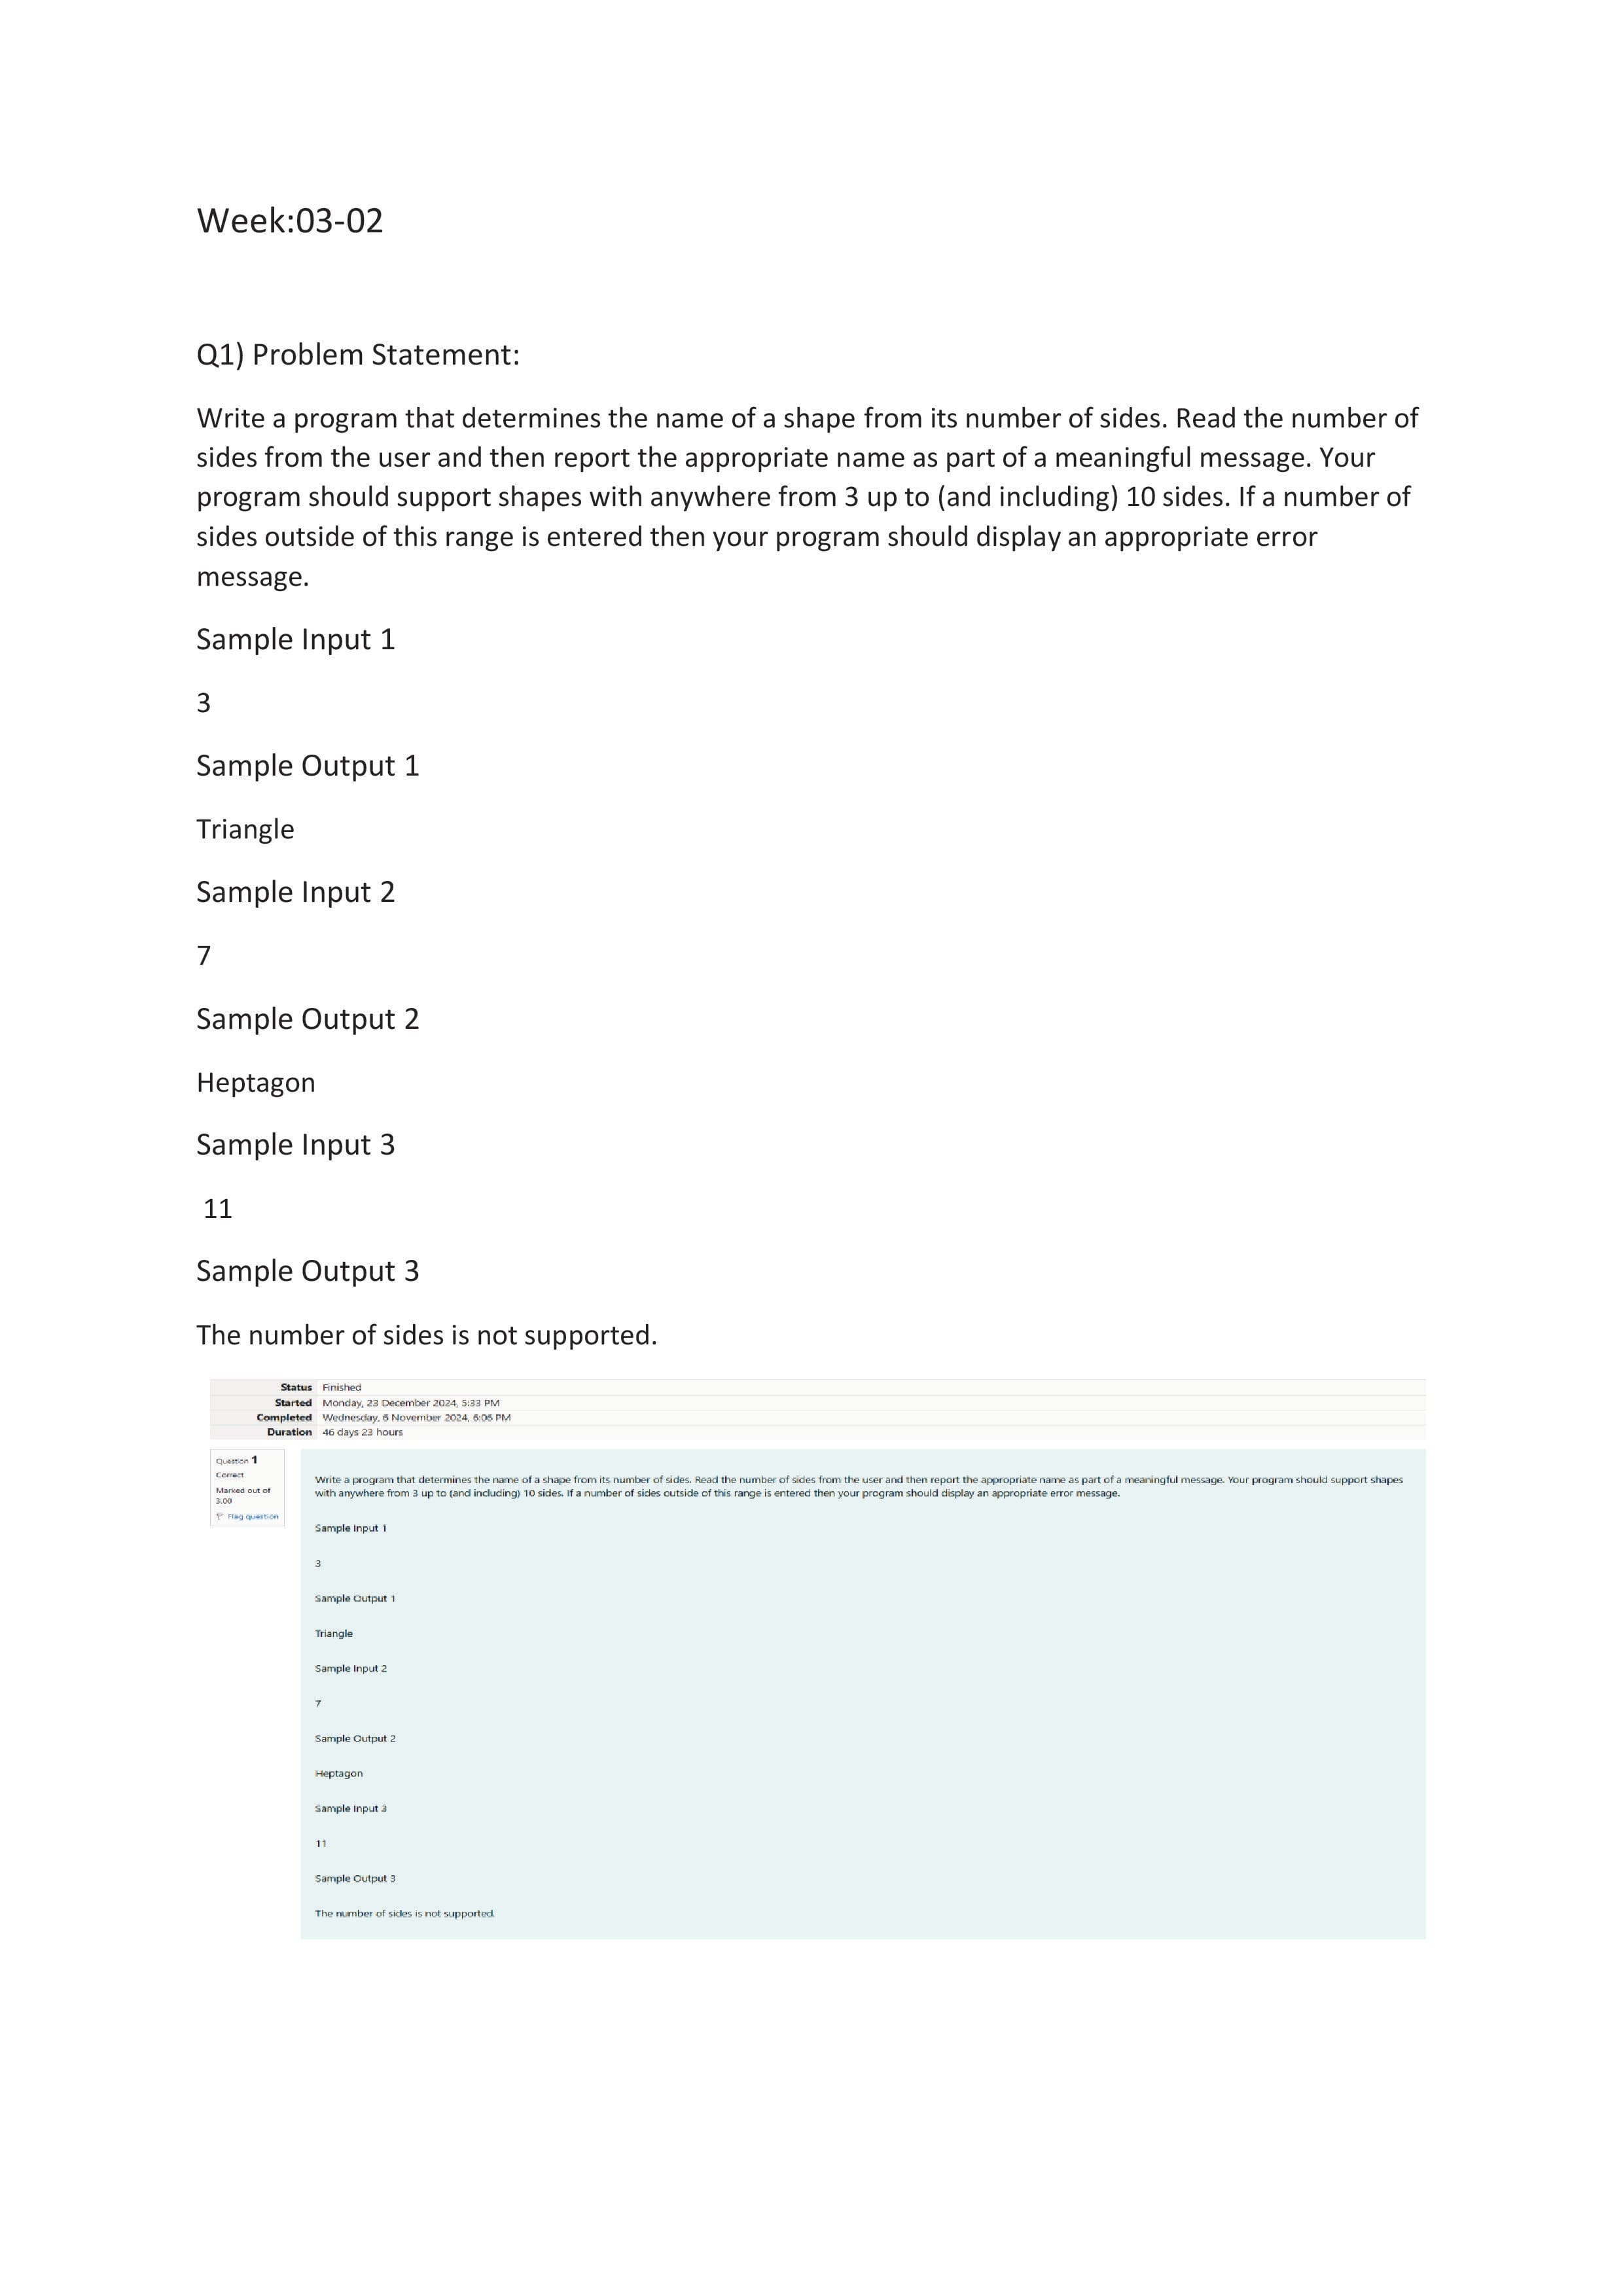 Week:03-02
Q1) Problem Statement:
Write a program that determines the name of a shape from its number of sides. Read the number of
sides from the user and then report the appropriate name as part of a meaningful message. Your
program should support shapes with anywhere from 3 up to (and including) 10 sides. If a number of
sides outside of this range is entered then your program should display an appropriate error
message.
Sample Input 1
3
Sample Output 1
Triangle
Sample Input 2
7
Sample Output 2
Heptagon
Sample Input 3
11
Sample Output 3
The number of sides is not supported.
Status Finished
Started Monday, 23 December 2024, 5:33 PM
Completed Wednesday, 6 November 2024, 6:06 PM
Duration 46 days 23 hours
Question 1
Correct
Marked out of
3.00
Flag question
Write a program that determines the name of a shape from its number of sides. Read the number of sides from the user and then report the appropriate name as part of a meaningful message. Your program should support shapes
with anywhere from 3 up to (and including) 10 sides. If a number of sides outside of this range is entered then your program should display an appropriate error message.
Sample Input 1
3
Sample Output 1
Triangle
Sample Input 2
7
Sample Output 2
Heptagon
Sample Input 3
11
Sample Output 3
The number of sides is not supported.